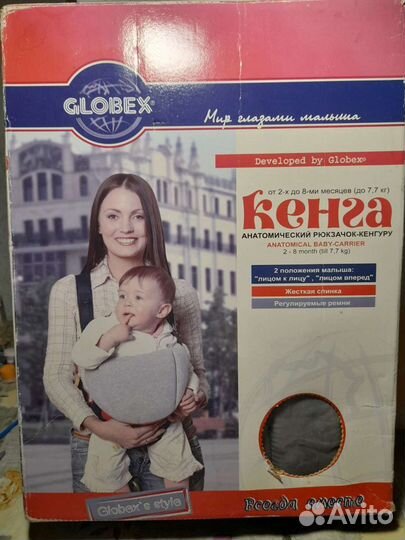 GLOBEX®
Мир глазами малыша
Developed by Globex®
от 2-х до 8-ми месяцев (до 7,7 кг)
Кенга
АНАТОМИЧЕСКИЙ РЮКЗАЧОК-КЕНГУРУ
ANATOMICAL BABY-CARRIER
2 - 8 month (till 7,7 kg)
2 положения малыша:
"лицом к лицу", "лицом вперед"
Жесткая спинка
Регулируемые ремни
Globex`s style
Всегда вместе
Avito